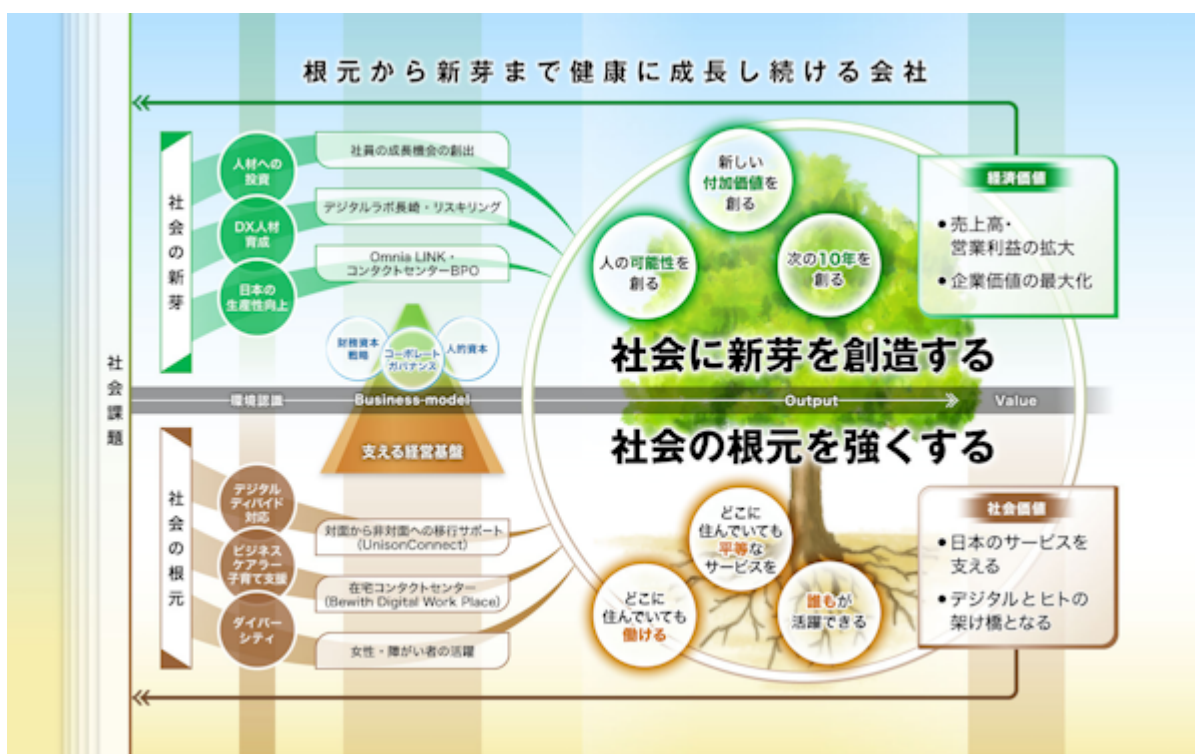 根元から新芽まで健康に成長し続ける会社
社会課題
社会の新芽
人材への
投資
DX人材
育成
日本の
生産性向上
社員の成長機会の創出
デジタルラボ長崎・リスキリング
Omnia LINK・
コンタクトセンターBPO
財務資本
戦略
コーポレート
ガバナンス
人的資本
新しい
付加価値を
創る
人の可能性を
創る
次の10年を
創る
経済価値
●売上高・
営業利益の拡大
●企業価値の最大化
社会に新芽を創造する
環境認識
Business model
Output
Value
社会の根元を強くする
支える経営基盤
社会の根元
デジタル
ディバイド
対応
ビジネス
ケアラー
子育て支援
ダイバー
シティ
対面から非対面への移行サポート
(UnisonConnect)
在宅コンタクトセンター
(Bewith Digital Work Place)
女性・障がい者の活躍
どこに
住んでいても
平等な
サービスを
どこに
住んでいても
働ける
誰もが
活躍できる
社会価値
●日本のサービスを
支える
●デジタルとヒトの
架け橋となる